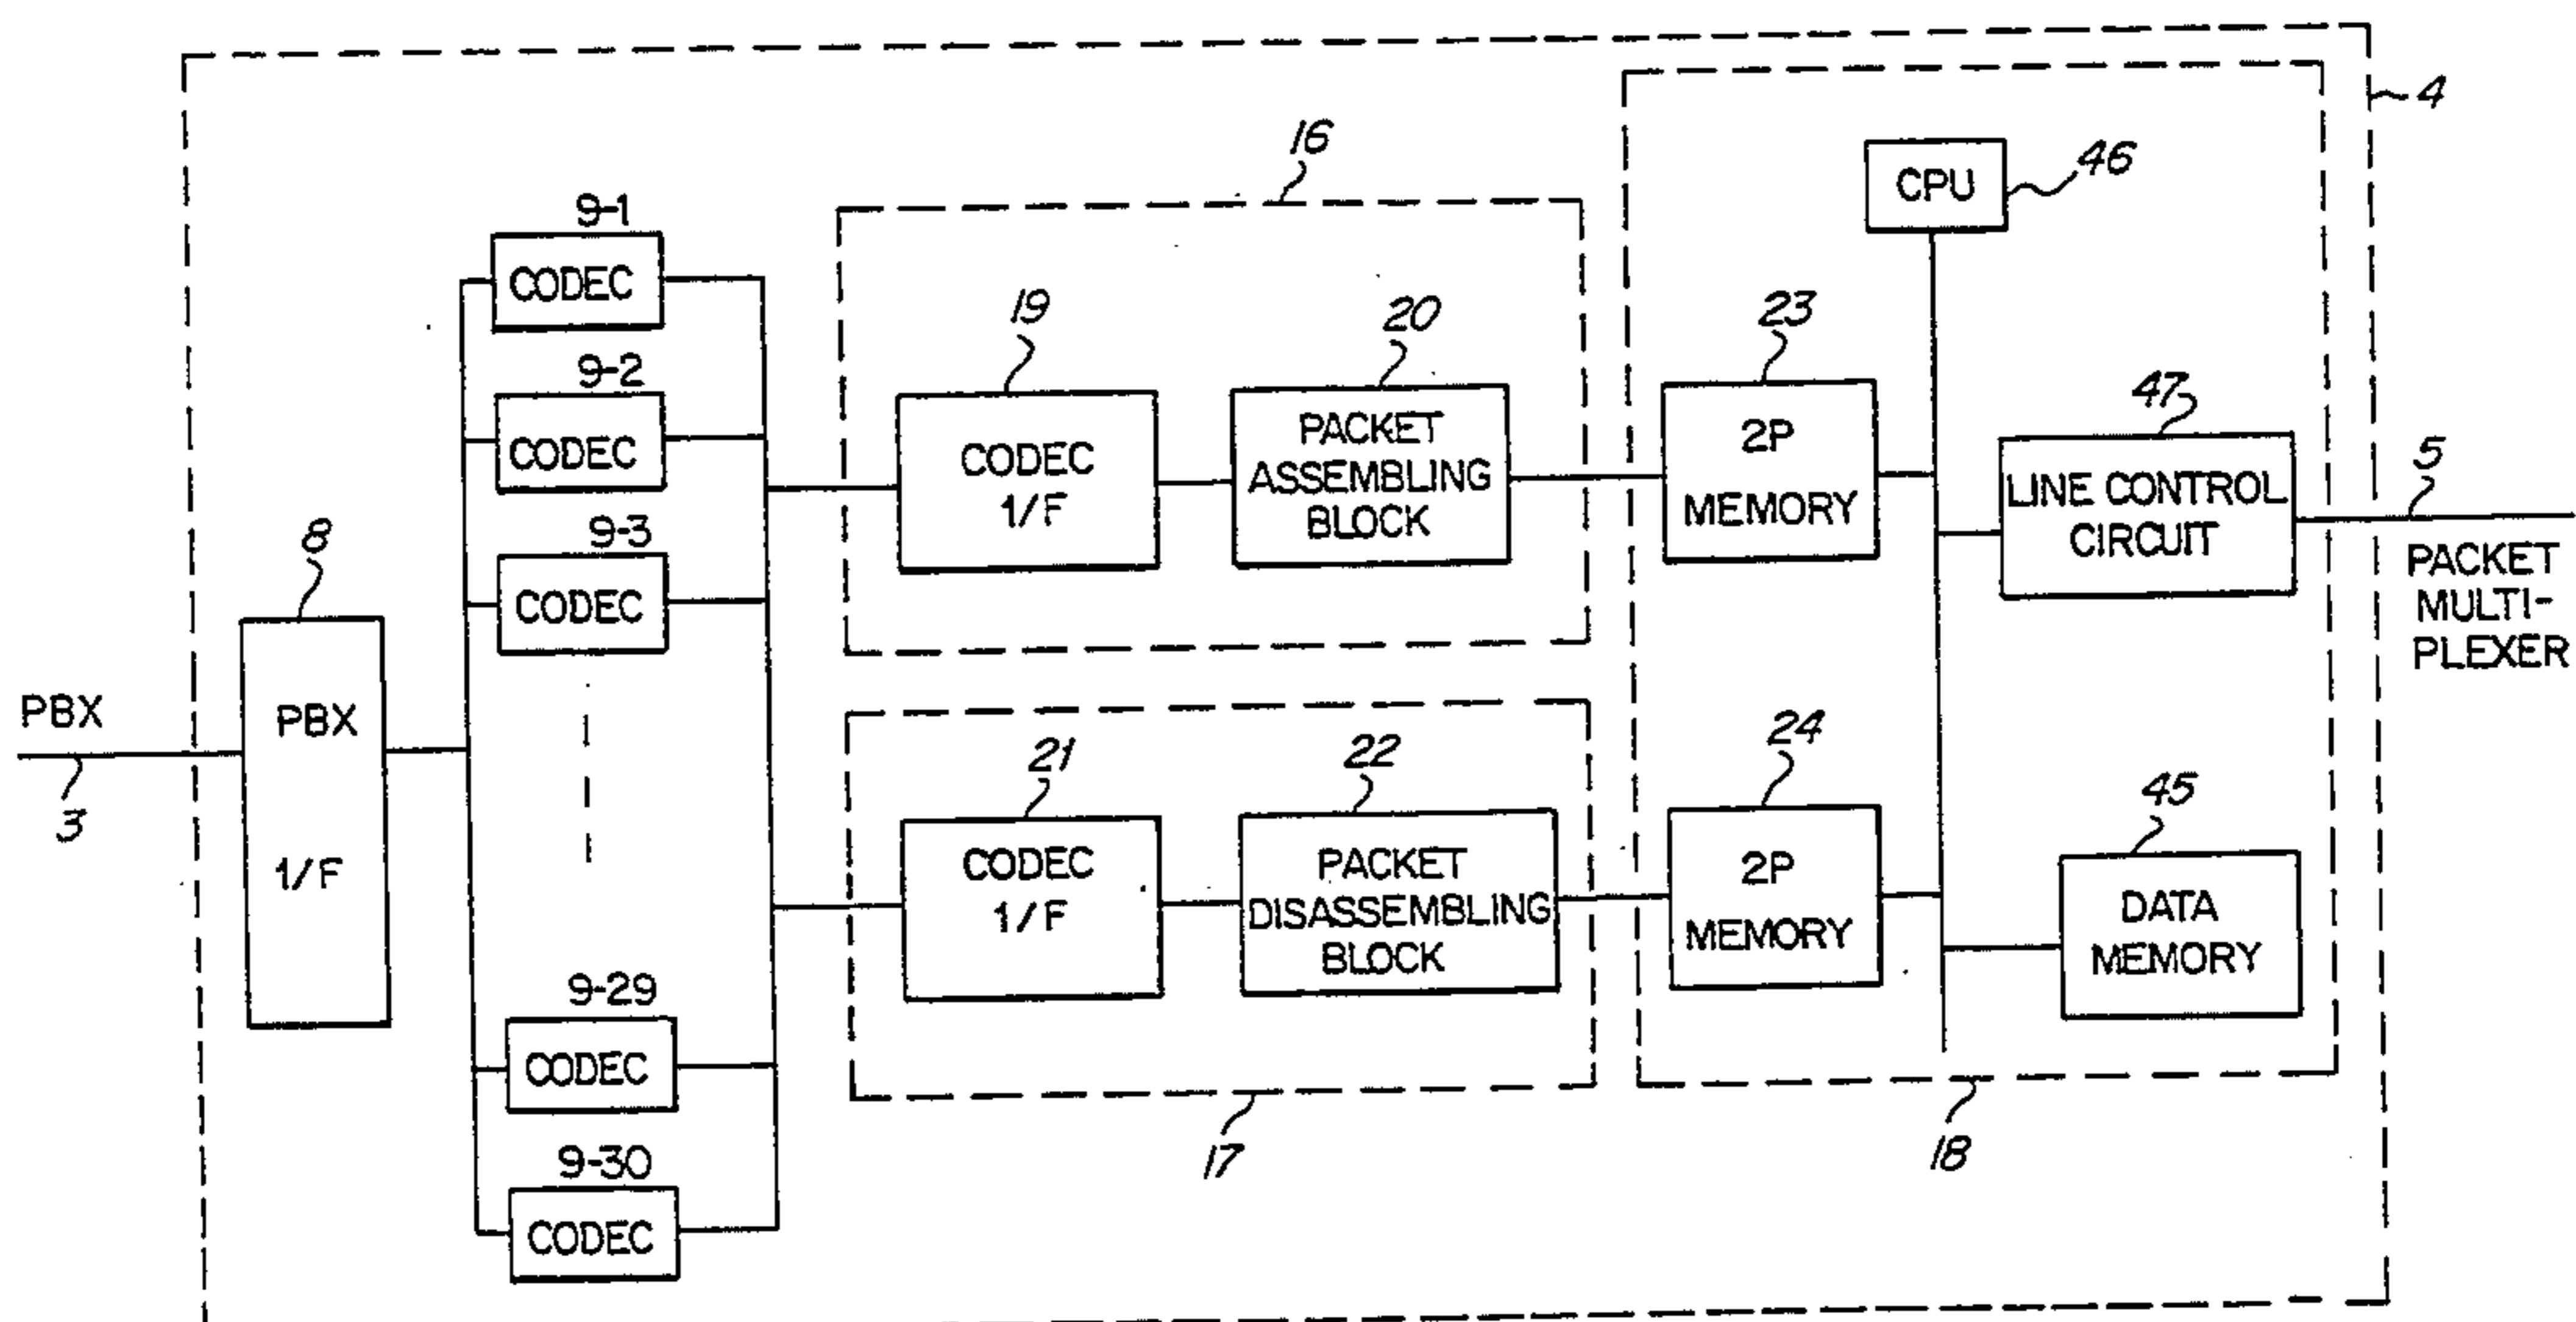 4
16
CPU
46
9-1
CODEC
19
20
23
9-2
CODEC
47
CODEC
1/F
PACKET
ASSEMBLING
BLOCK
2P
MEMORY
LINE CONTROL
CIRCUIT
5
PACKET
MULTI-
PLEXER
9-3
CODEC
8
PBX
3
PBX
1/F
21
22
24
45
CODEC
1/F
PACKET
DISASSEMBLING
BLOCK
2P
MEMORY
DATA
MEMORY
9-29
CODEC
17
18
9-30
CODEC